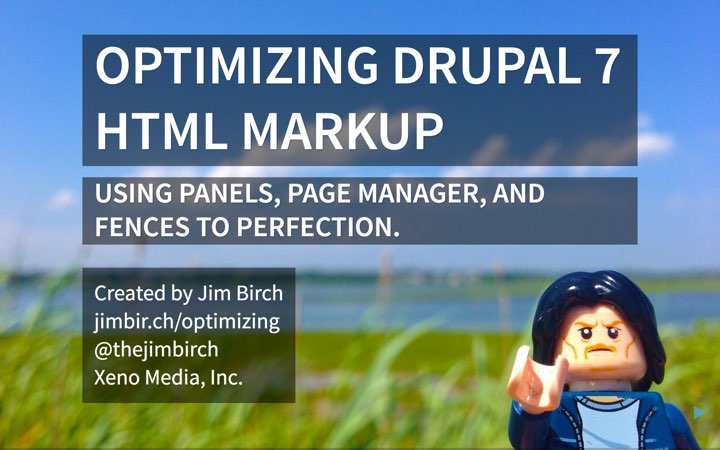 OPTIMIZING DRUPAL 7
HTML MARKUP
USING PANELS, PAGE MANAGER, AND
FENCES TO PERFECTION.
Created by Jim Birch
jimbir.ch/optimizing
@thejimbirch
Xeno Media, Inc.